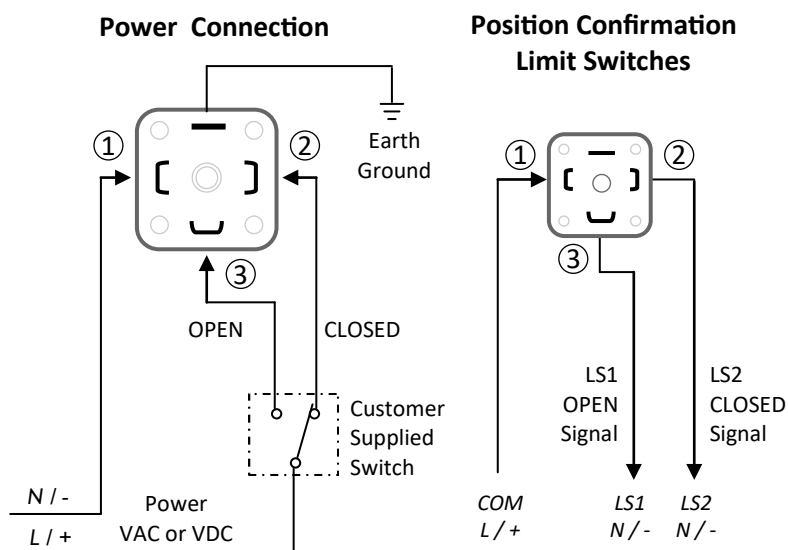 Power Connection
①
②
③
Earth
Ground
OPEN
CLOSED
Customer
Supplied
Switch
N / -
L / +
Power
VAC or VDC
Position Confirmation
Limit Switches
①
②
③
LS1
OPEN
Signal
LS2
CLOSED
Signal
COM
L / +
LS1
N / -
LS2
N / -